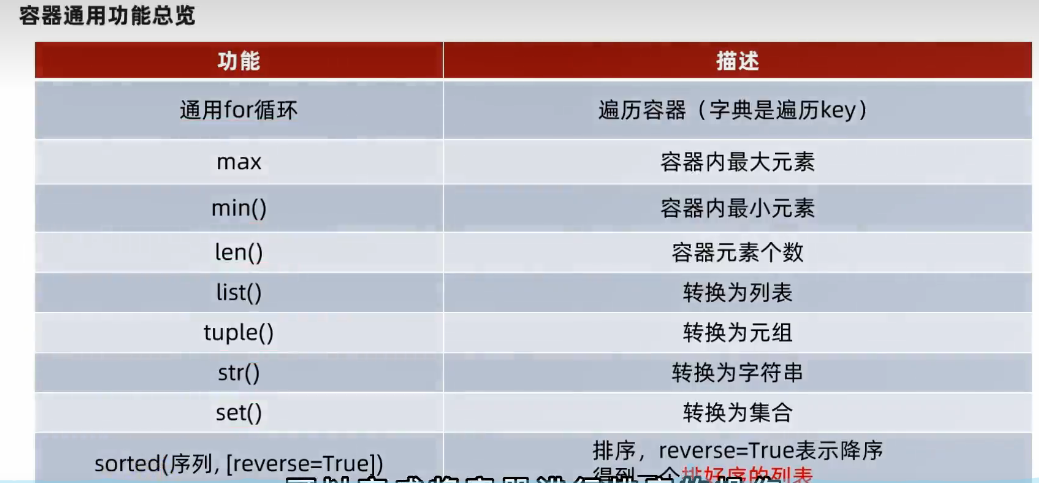 容器通用功能总览
功能 描述
通用for循环 遍历容器（字典是遍历key）
max 容器内最大元素
min() 容器内最小元素
len() 容器元素个数
list() 转换为列表
tuple() 转换为元组
str() 转换为字符串
set() 转换为集合
sorted(序列, [reverse=True]) 排序，reverse=True表示降序
得到一个排好序的列表